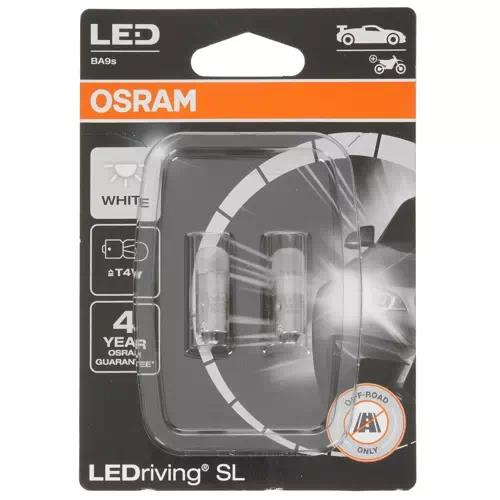 LED
BA9s
OSRAM
WHITE
≙T4W
4
YEAR
OSRAM
GUARANTEE*
OFF-ROAD
ONLY
LEDriving® SL